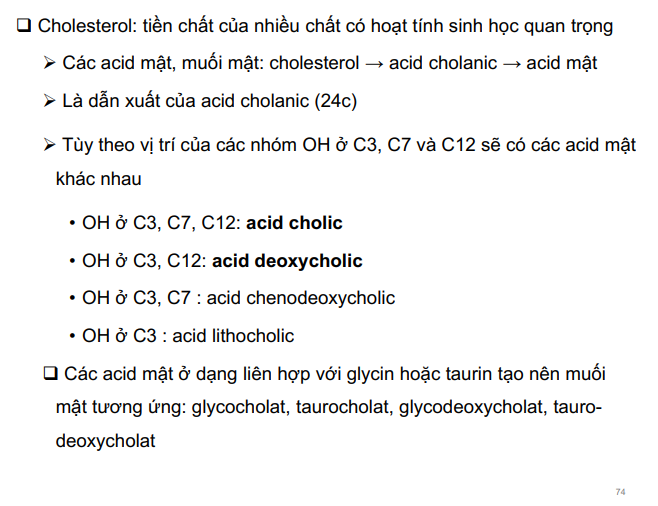 ❑ Cholesterol: tiền chất của nhiều chất có hoạt tính sinh học quan trọng
➢ Các acid mật, muối mật: cholesterol → acid cholanic → acid mật
➢ Là dẫn xuất của acid cholanic (24c)
➢ Tùy theo vị trí của các nhóm OH ở C3, C7 và C12 sẽ có các acid mật
khác nhau
• OH ở C3, C7, C12: acid cholic
• OH ở C3, C12: acid deoxycholic
• OH ở C3, C7 : acid chenodeoxycholic
• OH ở C3 : acid lithocholic
❑ Các acid mật ở dạng liên hợp với glycin hoặc taurin tạo nên muối
mật tương ứng: glycocholat, taurocholat, glycodeoxycholat, tauro-
deoxycholat
74